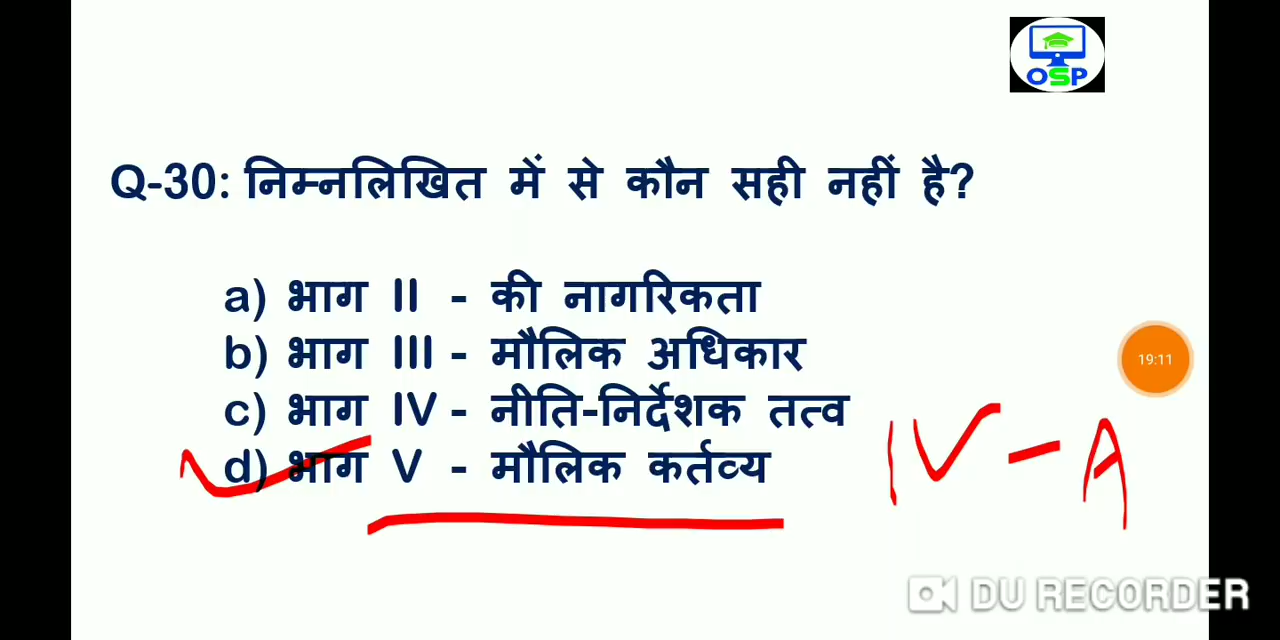 OSP
Q-30: निम्नलिखित में से कौन सही नहीं है?
a) भाग II - की नागरिकता
b) भाग III - मौलिक अधिकार
c) भाग IV - नीति-निर्देशक तत्व
d) भाग V - मौलिक कर्तव्य
IV-A
19:11
DU RECORDER